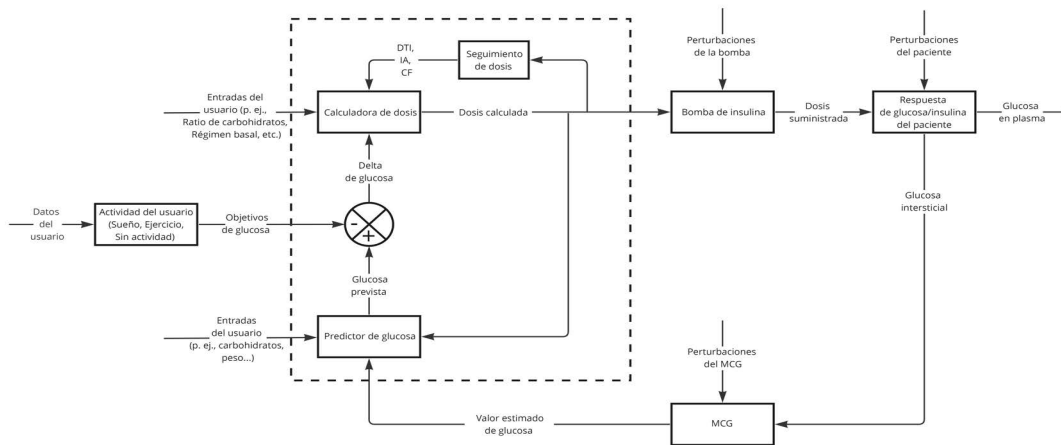 DTI,
IA,
CF
Seguimiento
de dosis
Perturbaciones
de la bomba
Perturbaciones
del paciente
Entradas del
usuario (p. ej.,
Ratio de carbohidratos,
Régimen basal, etc.)
Calculadora de dosis
Dosis calculada
Bomba de insulina
Dosis
suministrada
Respuesta
de glucosa/insulina
del paciente
Glucosa
en plasma
Delta
de glucosa
Glucosa
intersticial
Datos
del
usuario
Actividad del usuario
(Sueño, Ejercicio,
Sin actividad)
Objetivos
de glucosa
+
Glucosa
prevista
Entradas
del usuario
(p. ej., carbohidratos,
peso...)
Predictor de glucosa
Perturbaciones
del MCG
Valor estimado
de glucosa
MCG